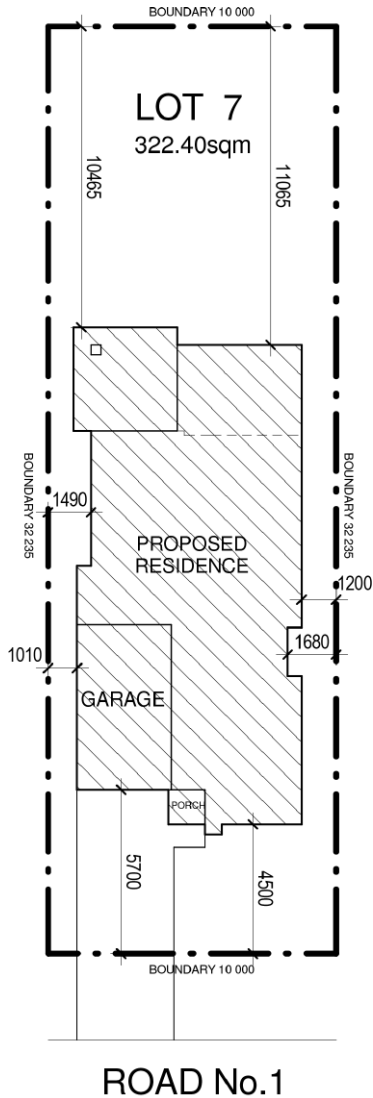 BOUNDARY 10 000
LOT 7
322.40sqm
10465
11065
BOUNDARY 32 235
BOUNDARY 32 235
1490
PROPOSED
RESIDENCE
1200
1680
1010
GARAGE
PORCH
5700
4500
BOUNDARY 10 000
ROAD No.1